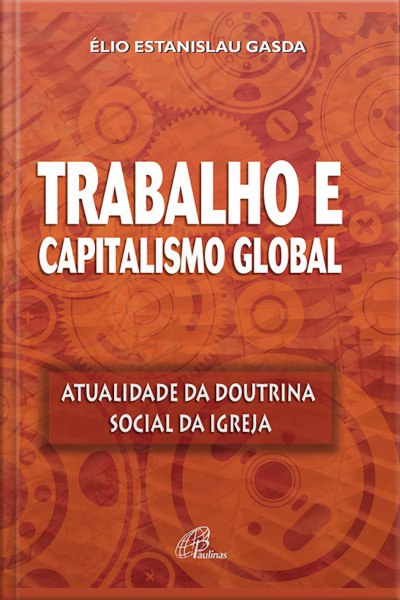 ÉLIO ESTANISLAU GASDA
TRABALHO E
CAPITALISMO GLOBAL
ATUALIDADE DA DOUTRINA
SOCIAL DA IGREJA
Paulinas